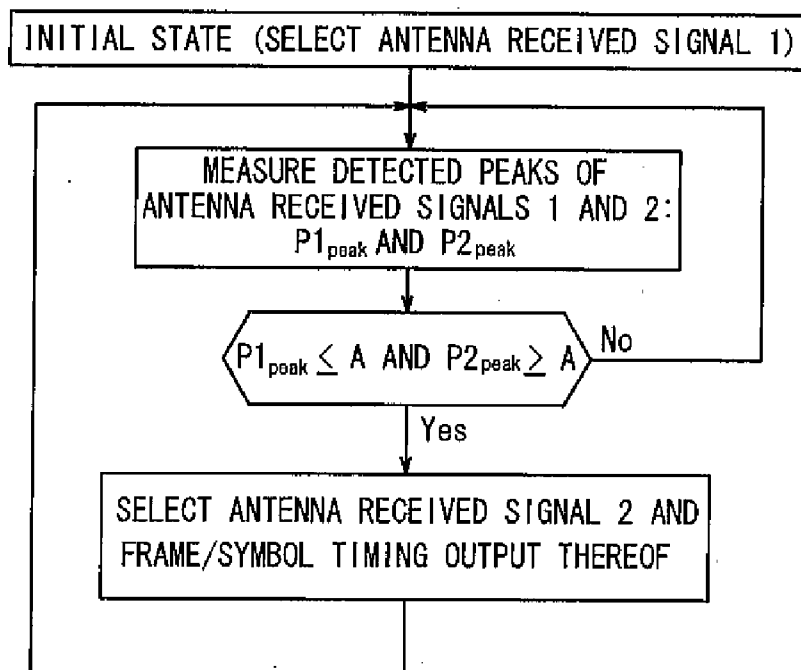 INITIAL STATE (SELECT ANTENNA RECEIVED SIGNAL 1)
MEASURE DETECTED PEAKS OF
ANTENNA RECEIVED SIGNALS 1 AND 2:
P1peak AND P2peak
P1peak ≤ A AND P2peak ≥ A
No
Yes
SELECT ANTENNA RECEIVED SIGNAL 2 AND
FRAME/SYMBOL TIMING OUTPUT THEREOF